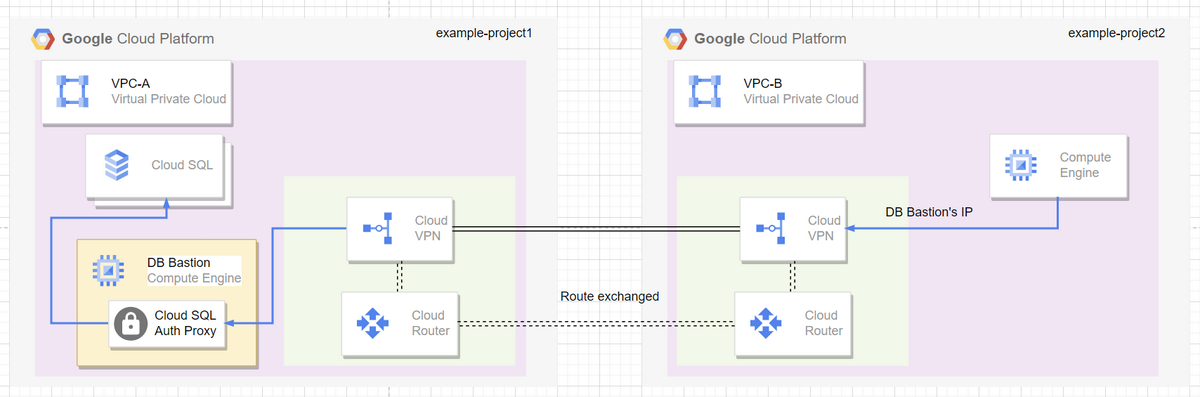 Google Cloud Platform
example-project1
VPC-A
Virtual Private Cloud
Cloud SQL
DB Bastion
Compute Engine
Cloud SQL
Auth Proxy
Cloud
VPN
Cloud
Router
Route exchanged
Google Cloud Platform
example-project2
VPC-B
Virtual Private Cloud
Compute
Engine
DB Bastion's IP
Cloud
VPN
Cloud
Router